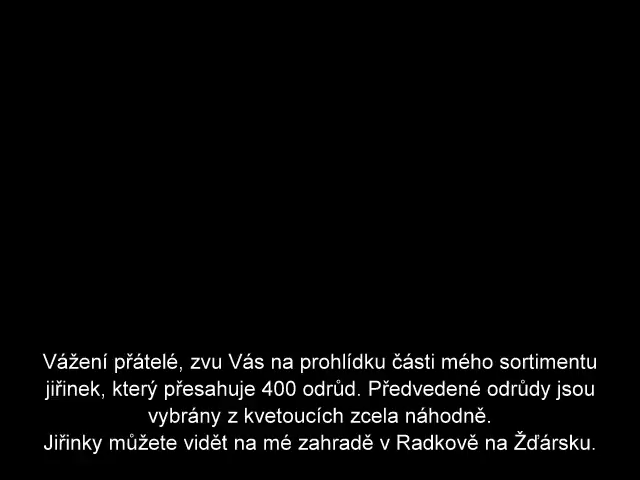 Vážení přátelé, zvu Vás na prohlídku části mého sortimentu
jiřinek, který přesahuje 400 odrůd. Předvedené odrůdy jsou
vybrány z kvetoucích zcela náhodně.
Jiřinky můžete vidět na mé zahradě v Radkově na Žďársku.